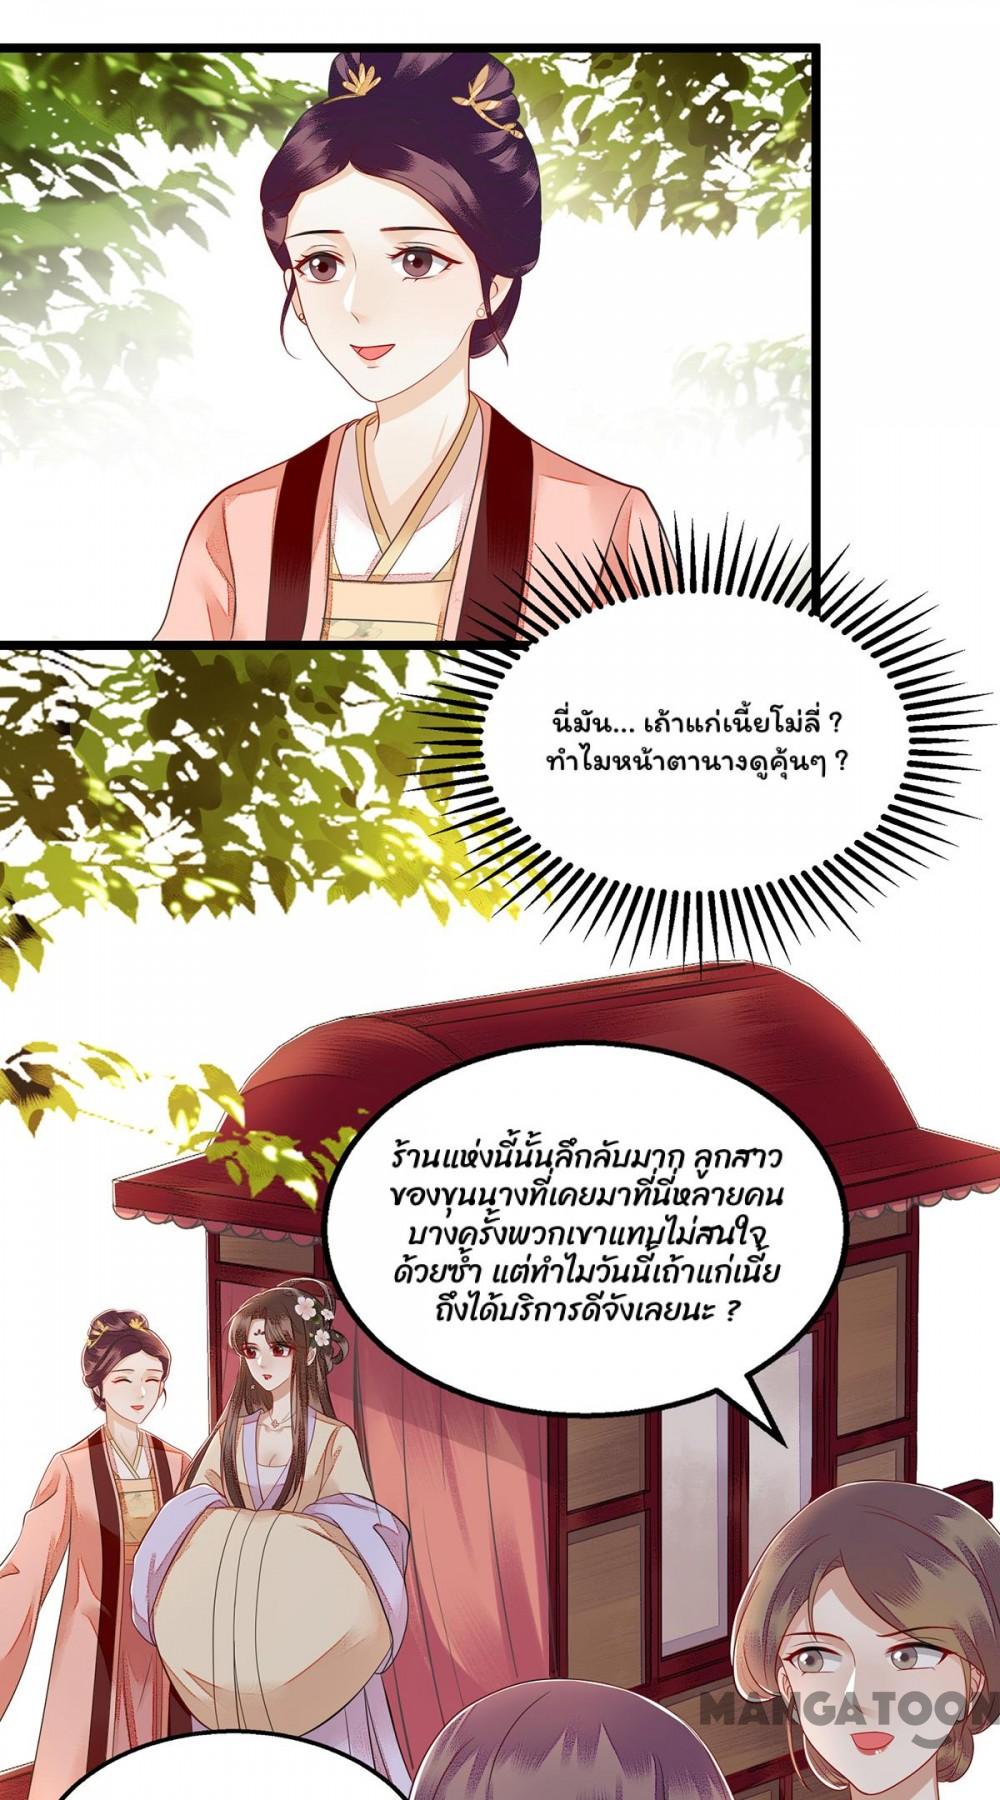 นี่มัน... เถ้าแก่เนี้ยโม่ลี่ ?
ทำไมหน้าตานางดูคุ้นๆ ?
ร้านแห่งนี้นั้นลึกลับมาก ลูกสาว
ของขุนนางที่เคยมาที่นี่หลายคน
บางครั้งพวกเขาแทบไม่สนใจ
ด้วยซ้ำ แต่ทำไมวันนี้เถ้าแก่เนี้ย
ถึงได้บริการดีจังเลยนะ ?
MANGATOON